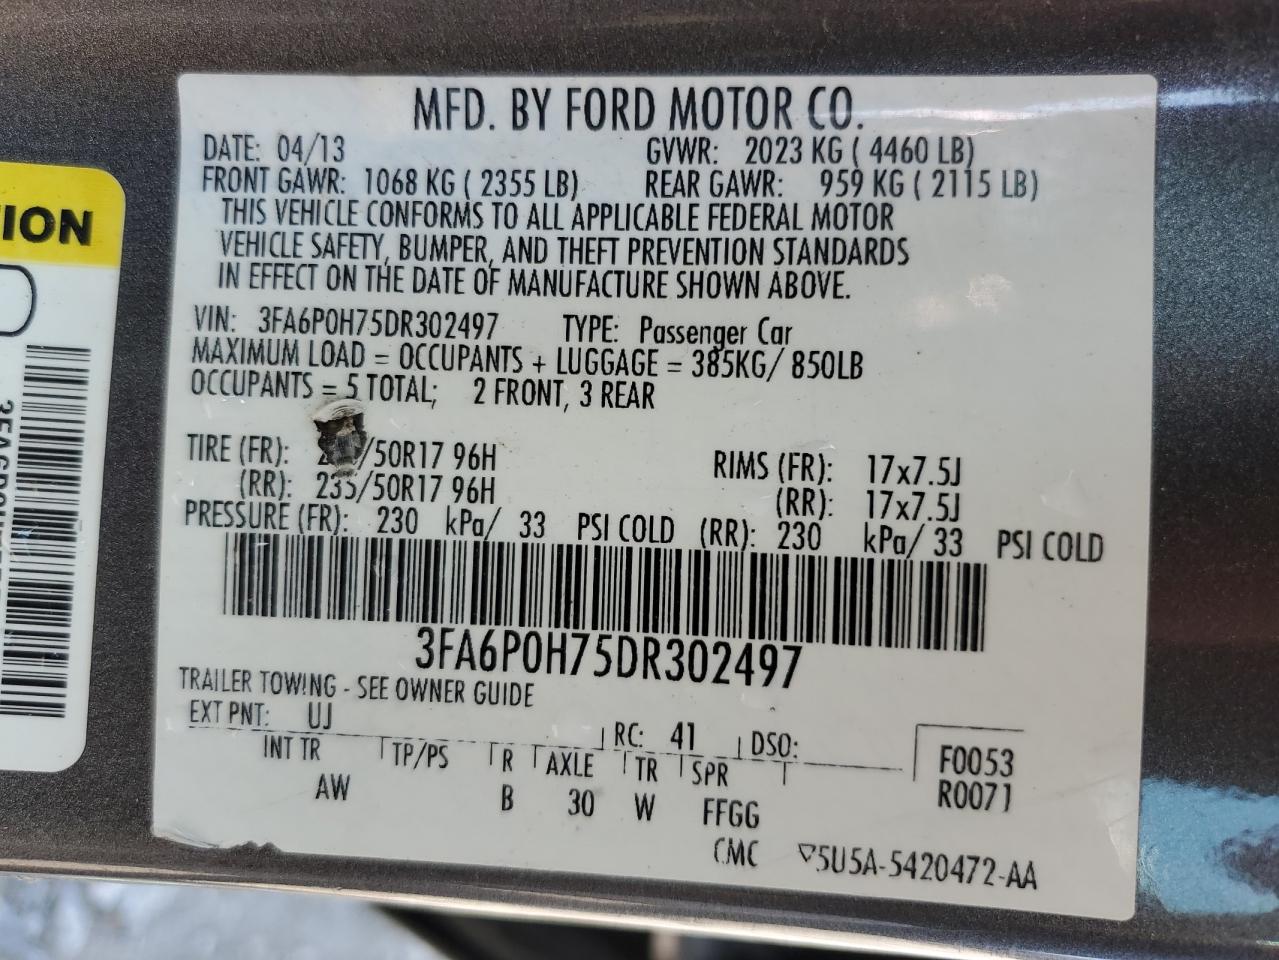 MFD. BY FORD MOTOR CO.
DATE: 04/13 GVWR: 2023 KG ( 4460 LB)
FRONT GAWR: 1068 KG ( 2355 LB) REAR GAWR: 959 KG ( 2115 LB)
THIS VEHICLE CONFORMS TO ALL APPLICABLE FEDERAL MOTOR
VEHICLE SAFETY, BUMPER, AND THEFT PREVENTION STANDARDS
IN EFFECT ON THE DATE OF MANUFACTURE SHOWN ABOVE.
VIN: 3FA6P0H75DR302497 TYPE: Passenger Car
MAXIMUM LOAD = OCCUPANTS + LUGGAGE = 385KG/ 850LB
OCCUPANTS = 5 TOTAL; 2 FRONT, 3 REAR
TIRE (FR): /50R17 96H RIMS (FR): 17x7.5J
(RR): 235/50R17 96H (RR): 17x7.5J
PRESSURE (FR): 230 kPa/ 33 PSI COLD (RR): 230 kPa/ 33 PSI COLD
3FA6P0H75DR302497
TRAILER TOWING - SEE OWNER GUIDE
EXT PNT: UJ RC: 41 DSO:
INT TR TP/PS R AXLE TR SPR F0053
AW B 30 W FFGG R0071
CMC ▽5U5A-5420472-AA
TION